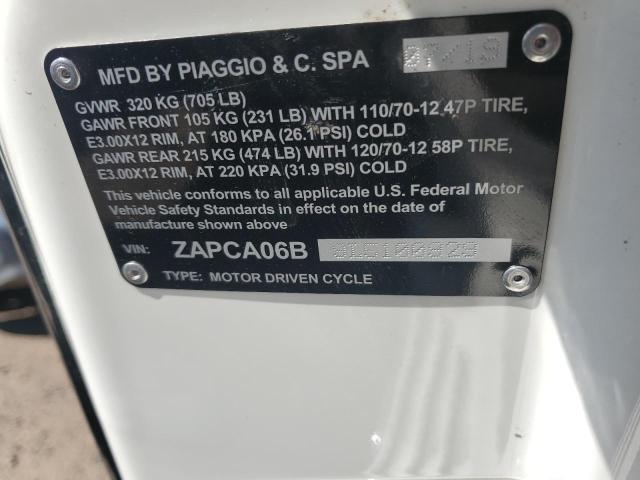 MFD BY PIAGGIO & C. SPA 07/19
GVWR 320 KG (705 LB)
GAWR FRONT 105 KG (231 LB) WITH 110/70-12 47P TIRE,
E3.00X12 RIM, AT 180 KPA (26.1 PSI) COLD
GAWR REAR 215 KG (474 LB) WITH 120/70-12 58P TIRE,
E3.00X12 RIM, AT 220 KPA (31.9 PSI) COLD
This vehicle conforms to all applicable U.S. Federal Motor
Vehicle Safety Standards in effect on the date of
manufacture shown above
VIN: ZAPCA06B
TYPE: MOTOR DRIVEN CYCLE